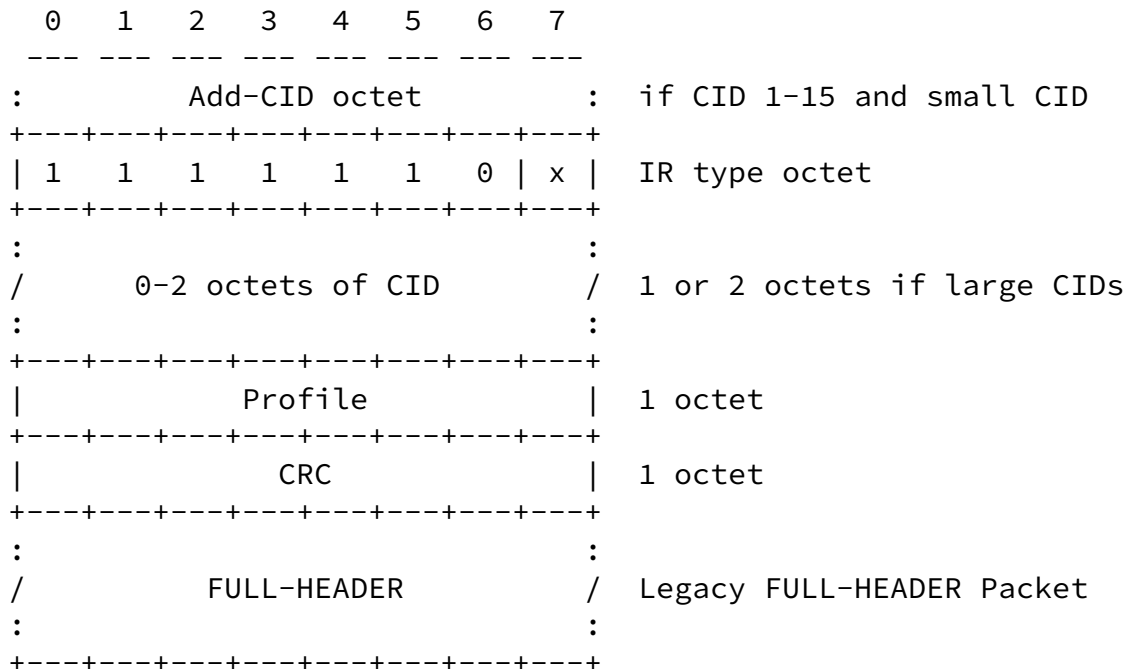 0   1   2   3   4   5   6   7
 --- --- --- --- --- --- --- ---
:         Add-CID octet         :  if CID 1-15 and small CID
+---+---+---+---+---+---+---+---+
| 1   1   1   1   1   1   0 | x |  IR type octet
+---+---+---+---+---+---+---+---+
:                               :
/      0-2 octets of CID        /  1 or 2 octets if large CIDs
:                               :
+---+---+---+---+---+---+---+---+
|            Profile            |  1 octet
+---+---+---+---+---+---+---+---+
|              CRC              |  1 octet
+---+---+---+---+---+---+---+---+
:                               :
/          FULL-HEADER          /  Legacy FULL-HEADER Packet
:                               :
+---+---+---+---+---+---+---+---+